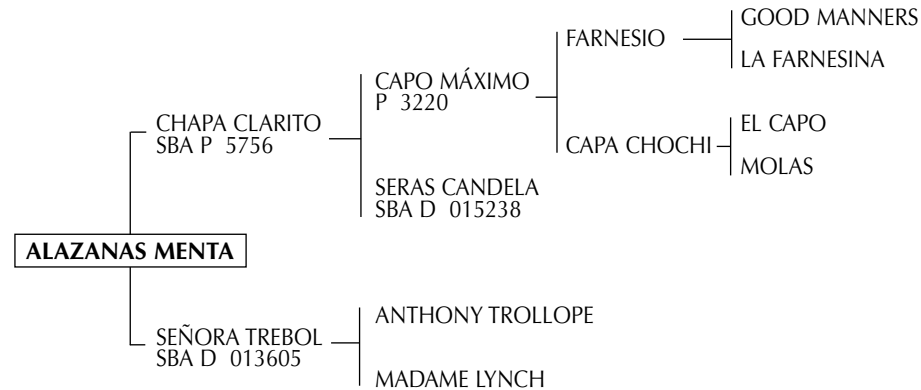 GOOD MANNERS
FARNESIO
LA FARNESINA
CAPO MÁXIMO
P 3220
CHAPA CLARITO
SBA P 5756
EL CAPO
CAPA CHOCHI
MOLAS
SERAS CANDELA
SBA D 015238
ALAZANAS MENTA
ANTHONY TROLLOPE
SEÑORA TREBOL
SBA D 013605
MADAME LYNCH